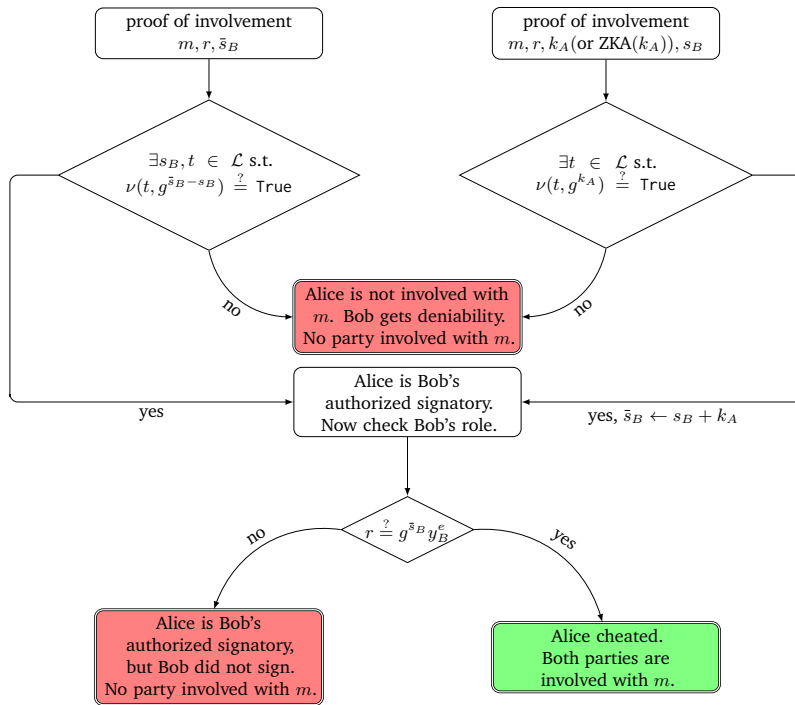 proof of involvement
m, r, s̄_B
proof of involvement
m, r, k_A(or ZKA(k_A)), s_B
∃s_B, t ∈ ℒ s.t.
ν(t, g^{s̄_B−s_B}) ≟ True
∃t ∈ ℒ s.t.
ν(t, g^{k_A}) ≟ True
no
no
Alice is not involved with
m. Bob gets deniability.
No party involved with m.
Alice is Bob's
authorized signatory.
Now check Bob's role.
yes
yes, s̄_B ← s_B + k_A
r ≟ g^{s̄_B} y_B^e
no
yes
Alice is Bob's
authorized signatory,
but Bob did not sign.
No party involved with m.
Alice cheated.
Both parties are
involved with m.